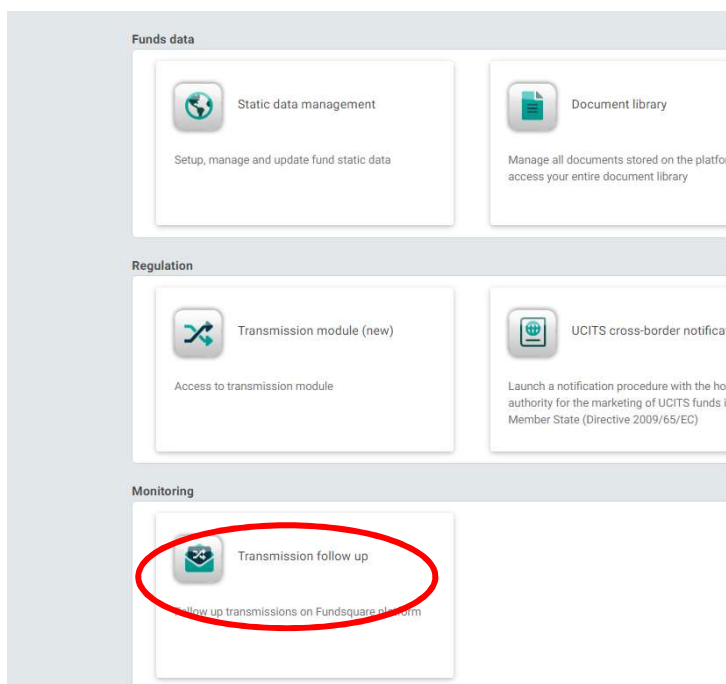 Funds data
Static data management
Setup, manage and update fund static data
Document library
Manage all documents stored on the
access your entire document library
Regulation
Transmission module (new)
Access to transmission module
UCITS cross-border
Launch a notification procedure with the
authority for the marketing of UCITS funds
Member State (Directive 2009/65/EC)
Monitoring
Transmission follow up
Follow up transmissions on Fundsquare platform